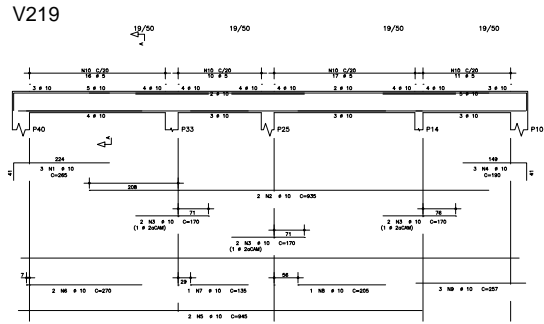 V219
19/50 19/50 19/50 19/50
A
N10 C/20 N10 C/20 N10 C/20 N10 C/20
16 ø 5 10 ø 5 17 ø 5 11 ø 5
3 ø 10 5 ø 10 4 ø 10 4 ø 10 4 ø 10 4 ø 10 2 ø 10 4 ø 10 4 ø 10 3 ø 10
2 ø 10
4 ø 10 3 ø 10 3 ø 10 3 ø 10
P40 P33 P25 P14 P10
A
224 149
41 3 N1 ø 10 3 N4 ø 10 41
C=265 C=190
208
2 N2 ø 10 C=935
71 76
2 N3 ø 10 C=170 2 N3 ø 10 C=170
(1 ø 2aCAM) (1 ø 2aCAM)
71
2 N3 ø 10 C=170
(1 ø 2aCAM)
7 29 56
2 N6 ø 10 C=270 1 N7 ø 10 C=135 1 N8 ø 10 C=205 3 N9 ø 10 C=257
2 N5 ø 10 C=945